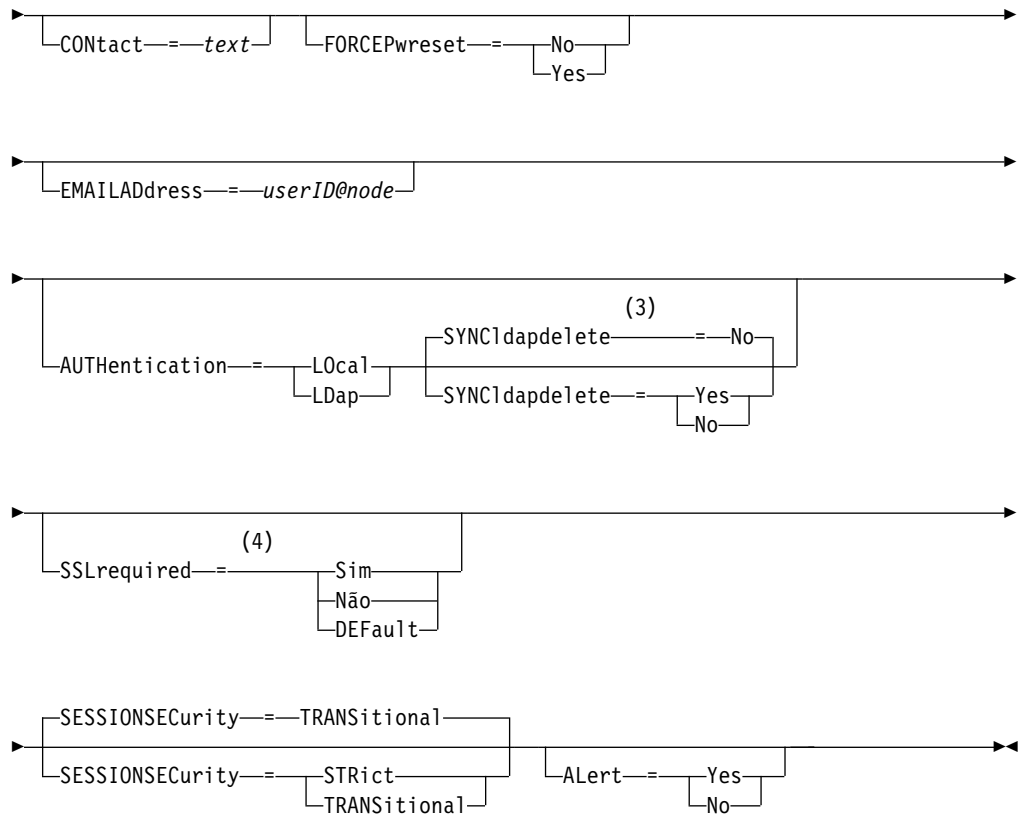 CONtact = text FORCEPwreset = No
Yes
EMAILADdress = userID@node
(3)
SYNCldapdelete = No
AUTHentication = LOcal
LDap SYNCldapdelete = Yes
No
(4)
SSLrequired = Sim
Não
DEFault
SESSIONSECurity = TRANSitional
SESSIONSECurity = STRict ALert = Yes
TRANSitional No